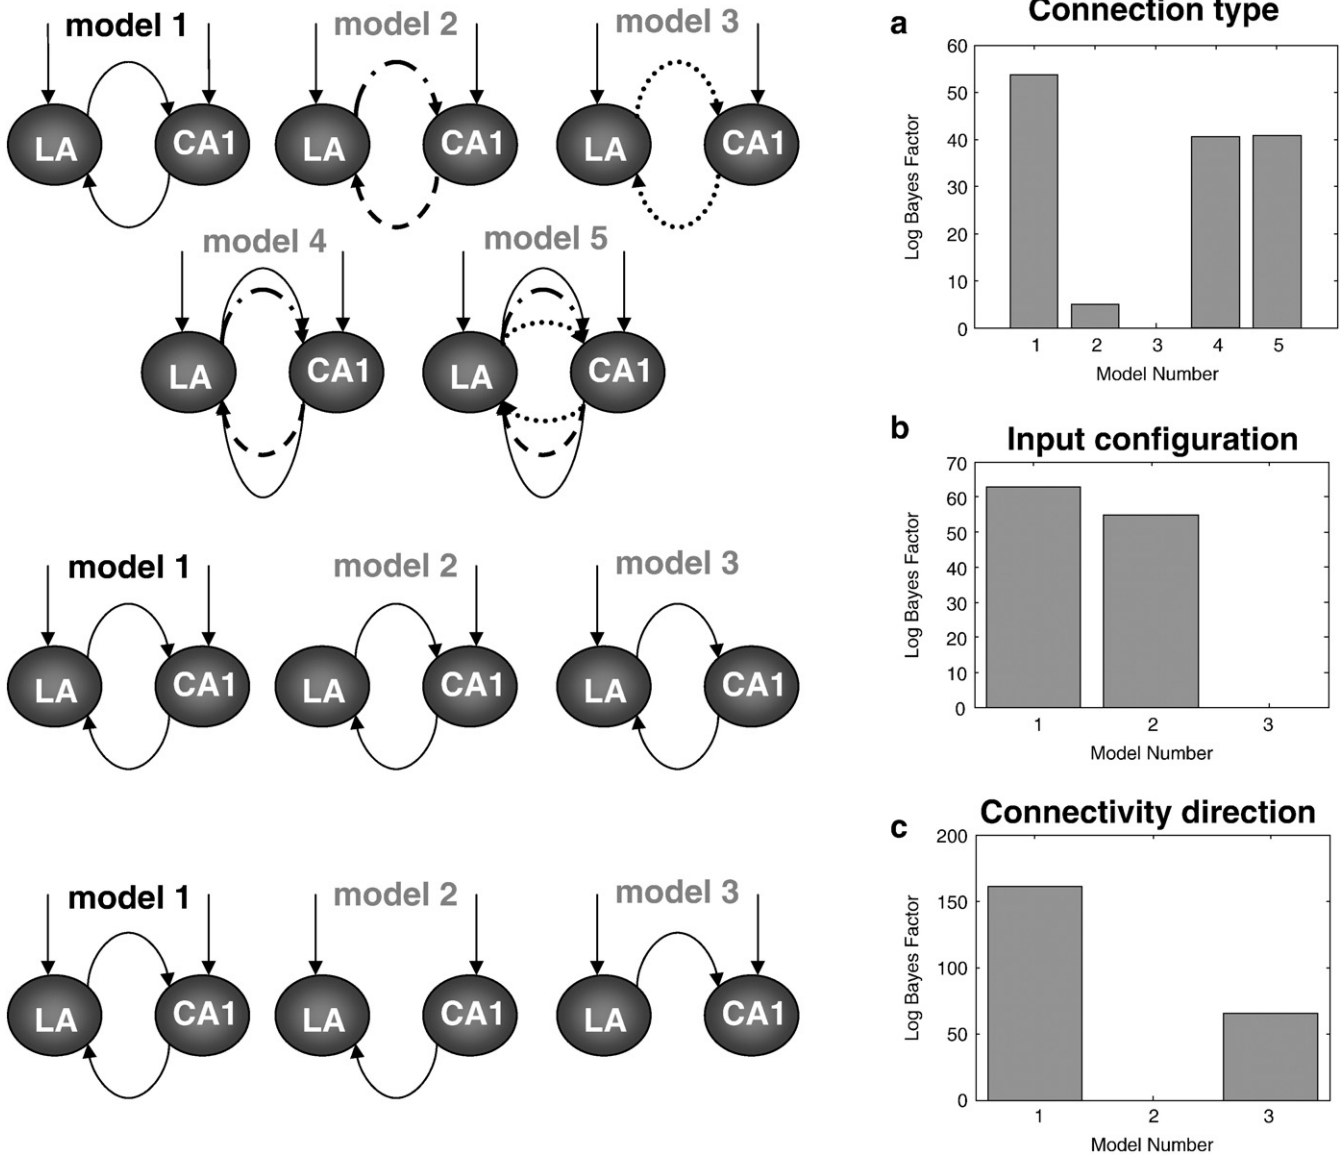 model 1
model 2
model 3
LA
CA1
LA
CA1
LA
CA1
model 4
model 5
LA
CA1
LA
CA1
a
Connection type
60
50
40
30
20
10
0
Log Bayes Factor
1 2 3 4 5
Model Number
model 1
model 2
model 3
LA
CA1
LA
CA1
LA
CA1
b
Input configuration
70
60
50
40
30
20
10
0
Log Bayes Factor
1 2 3
Model Number
model 1
model 2
model 3
LA
CA1
LA
CA1
LA
CA1
c
Connectivity direction
200
150
100
50
0
Log Bayes Factor
1 2 3
Model Number